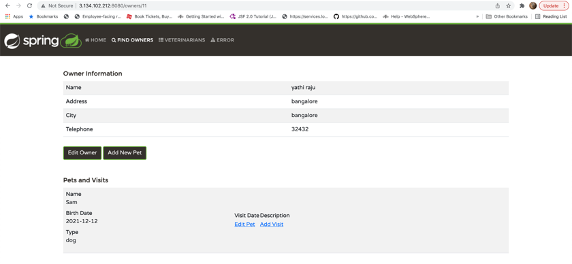 Not Secure | 3.134.102.212:8080/owners/11
Update
Apps Bookmarks Employee-facing r... Book Tickets, Buy... Getting Started wi... JSF 2.0 Tutorial (J... https://services.lo... https://github.co... Help - WebSphere... Other Bookmarks Reading List
spring HOME FIND OWNERS VETERINARIANS ERROR
Owner Information
Name yathi raju
Address bangalore
City bangalore
Telephone 32432
Edit Owner Add New Pet
Pets and Visits
Name
Sam
Birth Date
2021-12-12
Type
dog
Visit Date Description
Edit Pet Add Visit